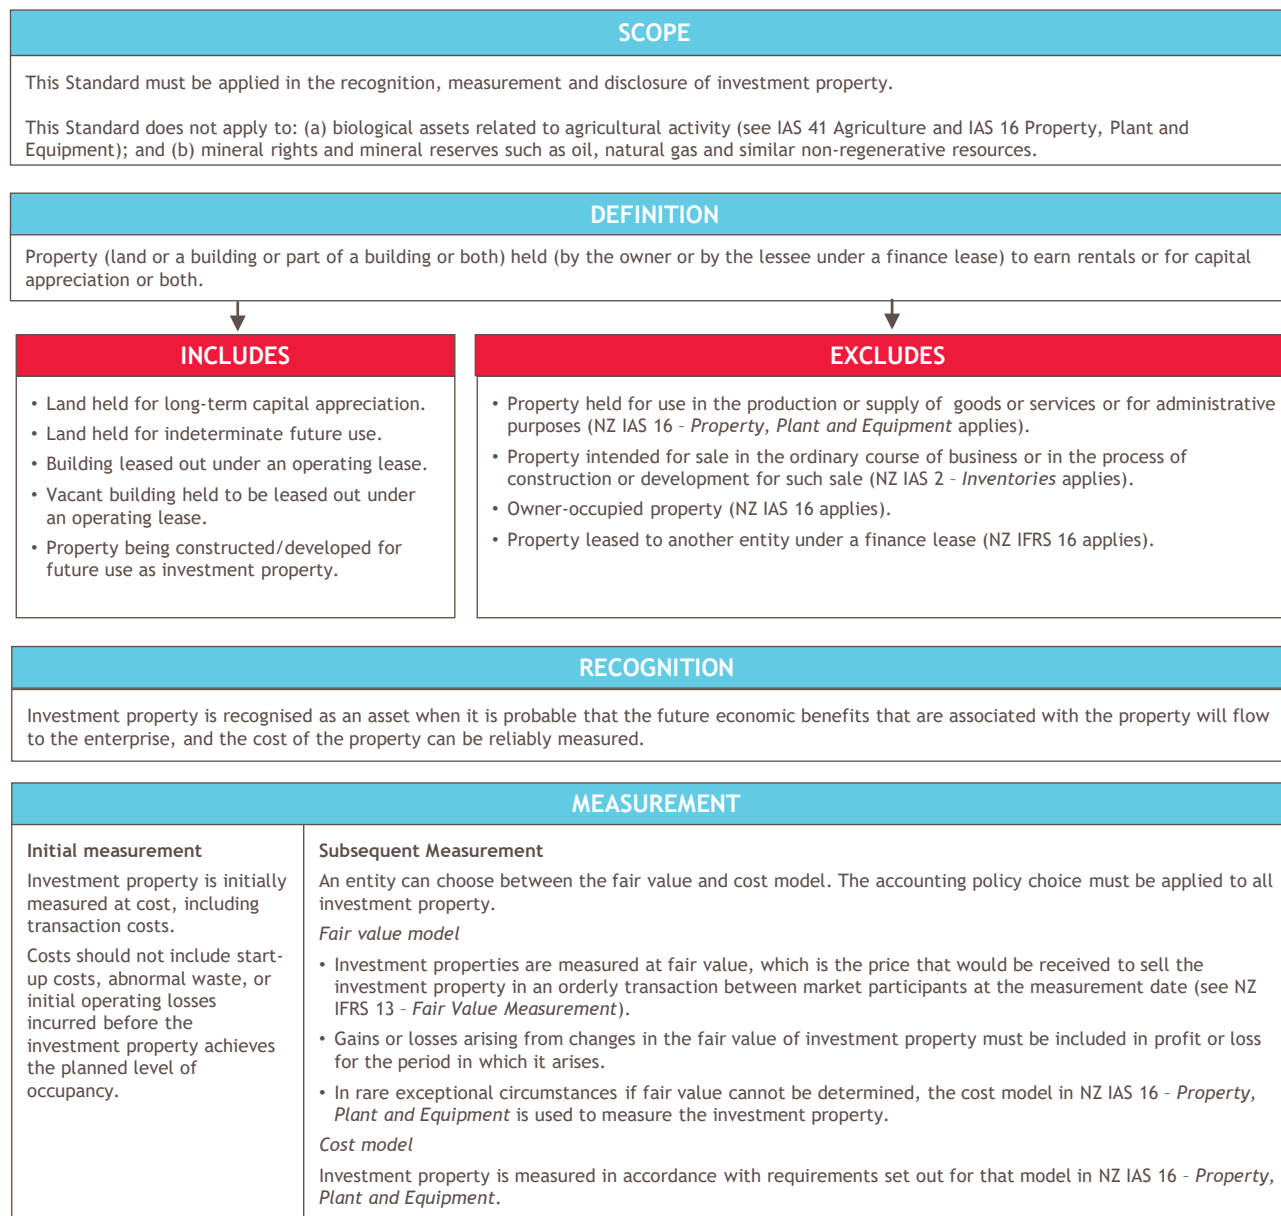 SCOPE
This Standard must be applied in the recognition, measurement and disclosure of investment property.
This Standard does not apply to: (a) biological assets related to agricultural activity (see IAS 41 Agriculture and IAS 16 Property, Plant and
Equipment); and (b) mineral rights and mineral reserves such as oil, natural gas and similar non-regenerative resources.
DEFINITION
Property (land or a building or part of a building or both) held (by the owner or by the lessee under a finance lease) to earn rentals or for capital
appreciation or both.
INCLUDES
• Land held for long-term capital appreciation.
• Land held for indeterminate future use.
• Building leased out under an operating lease.
• Vacant building held to be leased out under
an operating lease.
• Property being constructed/developed for
future use as investment property.
EXCLUDES
• Property held for use in the production or supply of goods or services or for administrative
purposes (NZ IAS 16 – Property, Plant and Equipment applies).
• Property intended for sale in the ordinary course of business or in the process of
construction or development for such sale (NZ IAS 2 – Inventories applies).
• Owner-occupied property (NZ IAS 16 applies).
• Property leased to another entity under a finance lease (NZ IFRS 16 applies).
RECOGNITION
Investment property is recognised as an asset when it is probable that the future economic benefits that are associated with the property will flow
to the enterprise, and the cost of the property can be reliably measured.
MEASUREMENT
Initial measurement
Investment property is initially
measured at cost, including
transaction costs.
Costs should not include start-
up costs, abnormal waste, or
initial operating losses
incurred before the
investment property achieves
the planned level of
occupancy.
Subsequent Measurement
An entity can choose between the fair value and cost model. The accounting policy choice must be applied to all
investment property.
Fair value model
• Investment properties are measured at fair value, which is the price that would be received to sell the
investment property in an orderly transaction between market participants at the measurement date (see NZ
IFRS 13 – Fair Value Measurement).
• Gains or losses arising from changes in the fair value of investment property must be included in profit or loss
for the period in which it arises.
• In rare exceptional circumstances if fair value cannot be determined, the cost model in NZ IAS 16 – Property,
Plant and Equipment is used to measure the investment property.
Cost model
Investment property is measured in accordance with requirements set out for that model in NZ IAS 16 – Property,
Plant and Equipment.